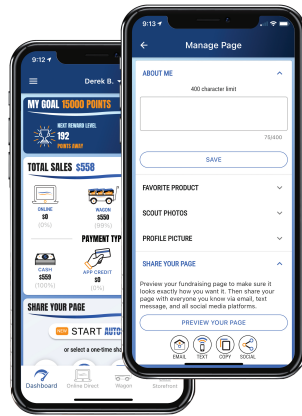 9:12
Derek B.
MY GOAL 15000 POINTS
NEXT REWARD LEVEL
192
POINTS AWAY
TOTAL SALES $558
ONLINE
$0
(0%)
WAGON
$550
(99%)
PAYMENT TYP
CASH
$559
(100%)
APP CREDIT
$0
(0%)
SHARE YOUR PAGE
NEW START AUTO-
or select a one-time sha
Dashboard
Online Direct
Wagon
Storefront
9:13
Manage Page
ABOUT ME
400 character limit
75/400
SAVE
FAVORITE PRODUCT
SCOUT PHOTOS
PROFILE PICTURE
SHARE YOUR PAGE
Preview your fundraising page to make sure it
looks exactly how you want it. Then share your
page with everyone you know via email, text
message, and all social media platforms.
PREVIEW YOUR PAGE
EMAIL
TEXT
COPY
SOCIAL